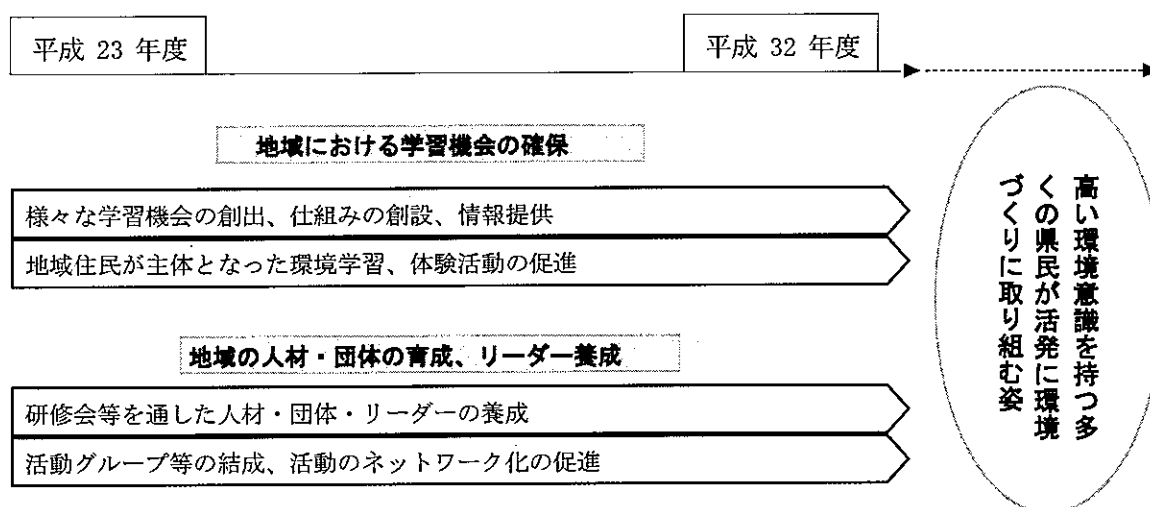 平成 23 年度
平成 32 年度
地域における学習機会の確保
様々な学習機会の創出、仕組みの創設、情報提供
地域住民が主体となった環境学習、体験活動の促進
地域の人材・団体の育成、リーダー養成
研修会等を通した人材・団体・リーダーの養成
活動グループ等の結成、活動のネットワーク化の促進
高い環境意識を持つ多
くの県民が活発に環境
づくりに取り組む姿